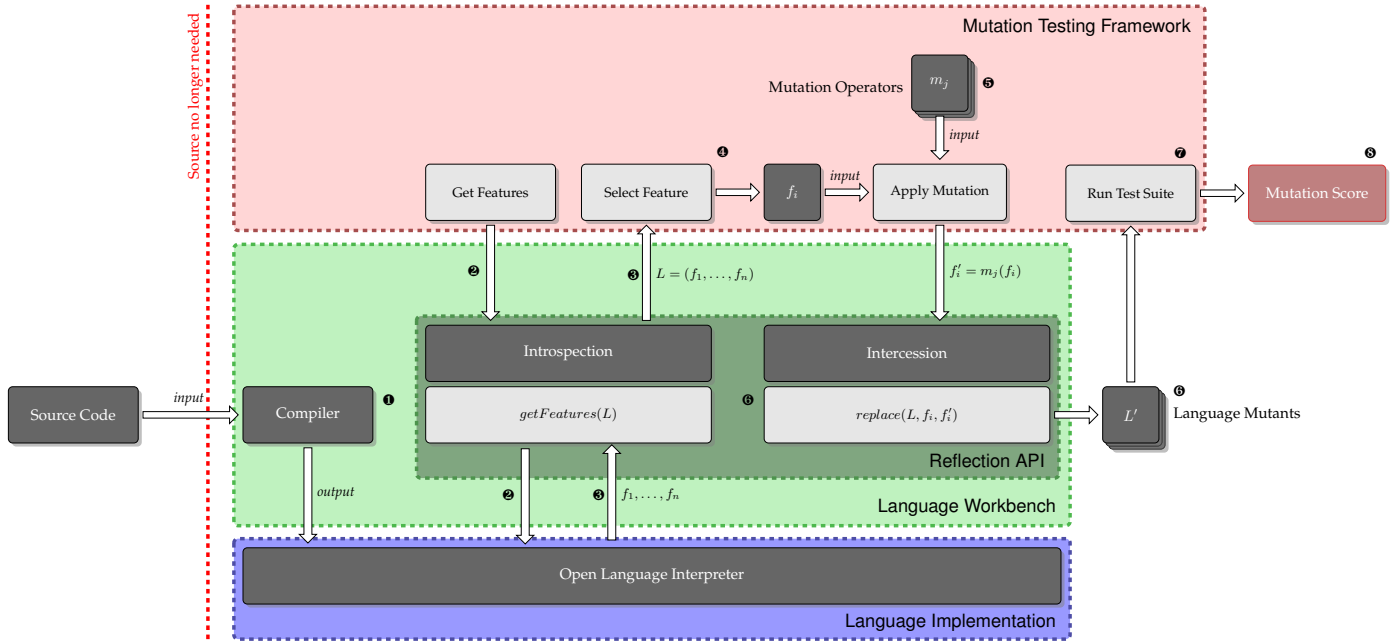 Source no longer needed
Mutation Testing Framework
Mutation Operators
m_j
❺
input
❹
❼
❽
Get Features
Select Feature
f_i
input
Apply Mutation
Run Test Suite
Mutation Score
❷
❸
L = (f_1, . . . , f_n)
f'_i = m_j(f_i)
Introspection
Intercession
Source Code
input
Compiler
❶
getFeatures(L)
❻
replace(L, f_i, f'_i)
L'
❻
Language Mutants
Reflection API
output
❷
❸
f_1, . . . , f_n
Language Workbench
Open Language Interpreter
Language Implementation